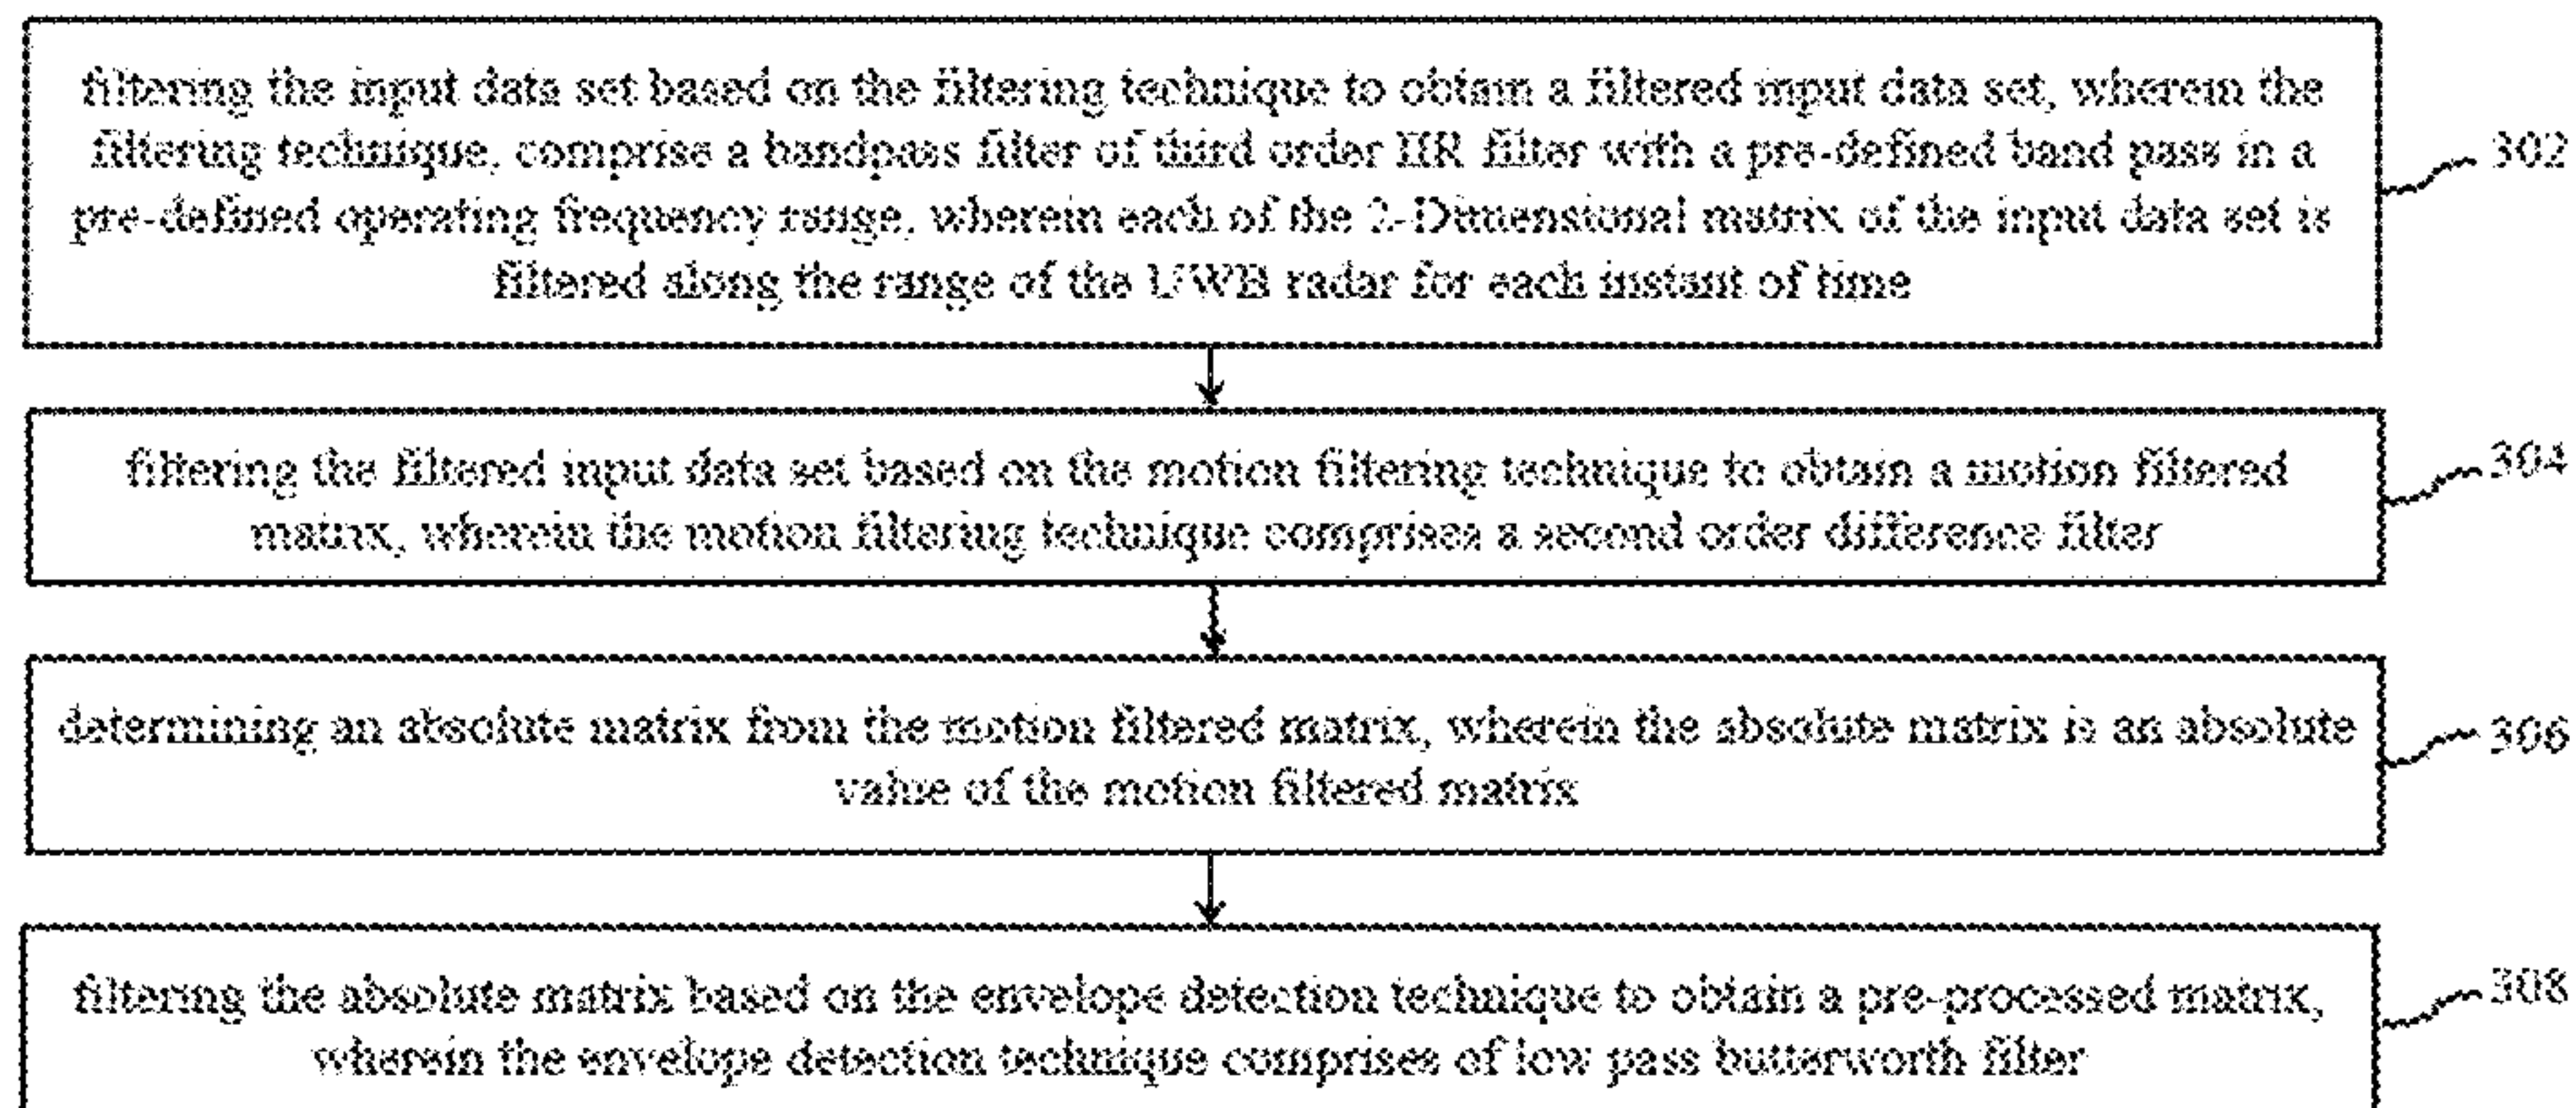 filtering the input data set based on the filtering technique to obtain a filtered input data set, wherein the
filtering technique, comprise a bandpass filter of third order IIR filter with a pre-defined band pass in a
pre-defined operating frequency range, wherein each of the 2-Dimensional matrix of the input data set is
filtered along the range of the UWB radar for each instant of time
302
filtering the filtered input data set based on the motion filtering technique to obtain a motion filtered
matrix, wherein the motion filtering technique comprises a second order difference filter
304
determining an absolute matrix from the motion filtered matrix, wherein the absolute matrix is an absolute
value of the motion filtered matrix
306
filtering the absolute matrix based on the envelope detection technique to obtain a pre-processed matrix,
wherein the envelope detection technique comprises of low pass butterworth filter
308